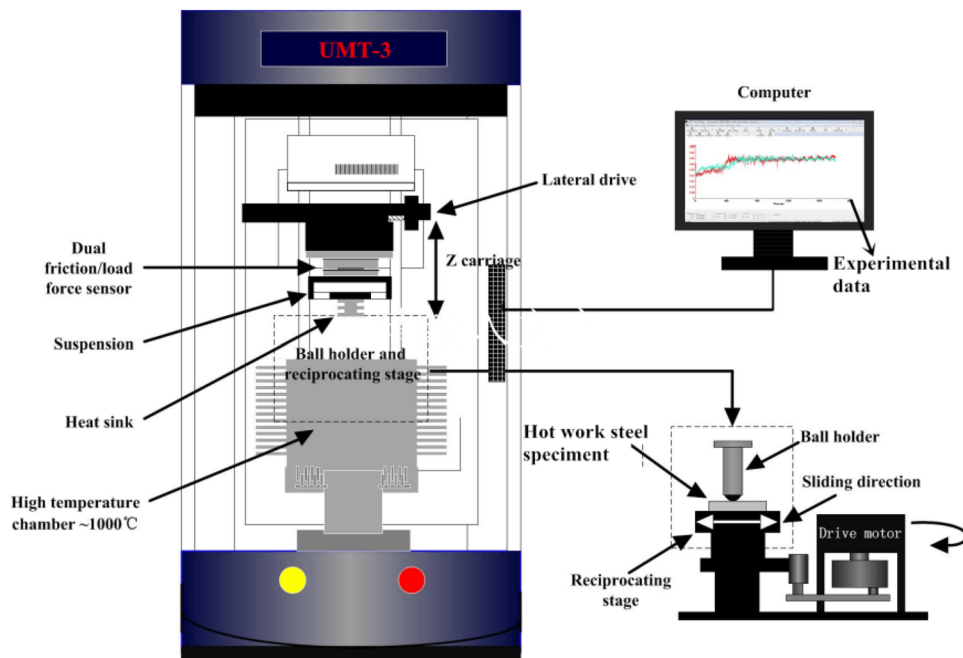 UMT-3
Computer
Lateral drive
Dual
friction/load
force sensor
Z carriage
Experimental
data
Suspension
Ball holder and
reciprocating stage
Heat sink
Hot work steel
speciment
Ball holder
Sliding direction
High temperature
chamber ~1000℃
Drive motor
Reciprocating
stage